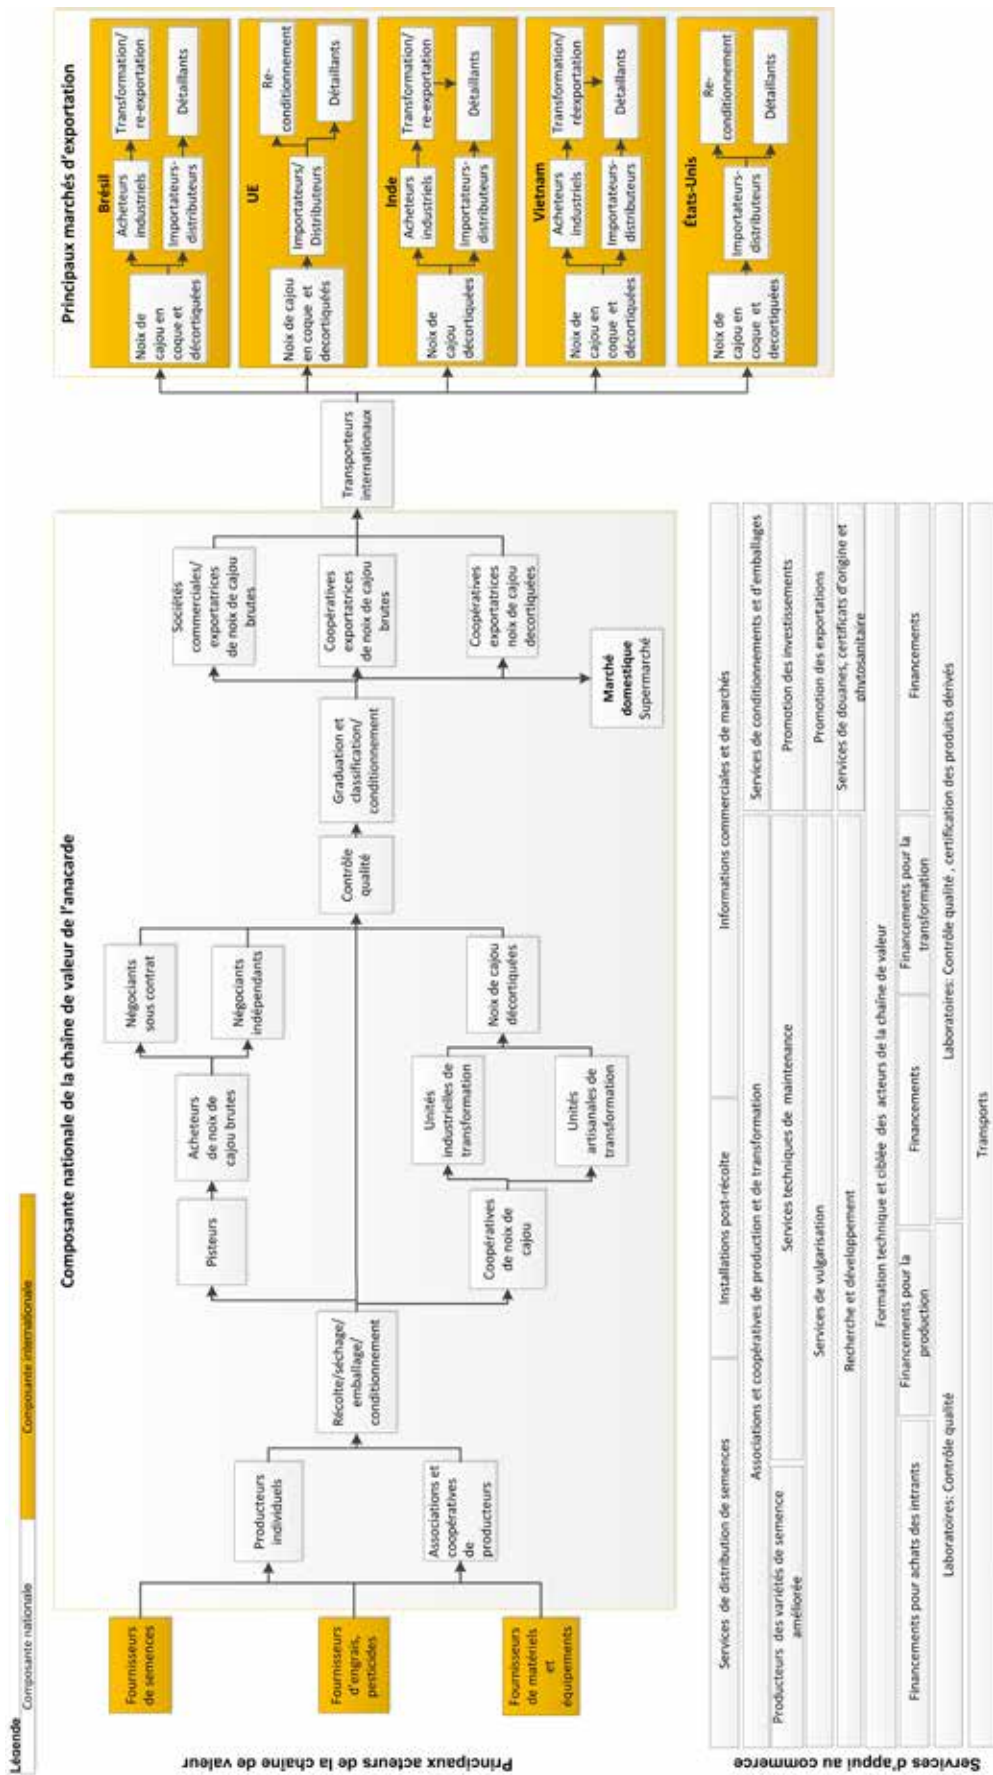 Légende
Composante nationale
Composante internationale
Principaux acteurs de la chaîne de valeur
Fournisseurs
de semences
Fournisseurs
d'engrais,
pesticides
Fournisseurs
de matériels
et
équipements
Composante nationale de la chaîne de valeur de l'anacarde
Producteurs
individuels
Associations et
coopératives
de
producteurs
Récolte/séchage/
emballage/
conditionnement
Pisteurs
Acheteurs
de noix de
cajou brutes
Négociants
sous contrat
Négociants
indépendants
Coopératives
de noix de
cajou
Unités
industrielles de
transformation
Unités
artisanales de
transformation
Noix de cajou
décortiquées
Contrôle
qualité
Graduation et
classification/
conditionnement
Sociétés
commerciales/
exportatrices
de noix de cajou
brutes
Coopératives
exportatrices
de noix de cajou
brutes
Coopératives
exportatrices
noix de cajou
decortiquées
Marché
domestique
Supermarché
Transporteurs
internationaux
Principaux marchés d'exportation
Brésil
Noix de
cajou en
coque et
décortiquées
Acheteurs
industriels
Transformation/
re-exportation
Importateurs-
distributeurs
Détaillants
UE
Noix de cajou
en coque et
decortiquéés
Importateurs/
Distributeurs
Re-
conditionnement
Détaillants
Inde
Noix de
cajou
décortiquées
Acheteurs
industriels
Transformation/
re-exportation
Importateurs-
distributeurs
Détaillants
Vietnam
Noix de
cajou en
coque et
décortiquées
Acheteurs
industriels
Transformation/
réexportation
Importateurs-
distributeurs
Détaillants
États-Unis
Noix de
cajou en
coque et
decortiquées
Importateurs-
distributeurs
Re-
conditionnement
Détaillants
Services d'appui au commerce
Services de distribution de semences
Installations post-récolte
Informations commerciales et de marchés
Associations et coopératives de production et de transformation
Services de conditionnements et d'emballages
Producteurs des variétés de semence
améliorée
Services techniques de maintenance
Promotion des investissements
Services de vulgarisation
Promotion des exportations
Recherche et développement
Services de douanes, certificats d'origine et
phytosanitaire
Formation technique et ciblée des acteurs de la chaîne de valeur
Financements pour achats des intrants
Financements pour la
production
Financements
Financements pour la
transformation
Financements
Laboratoires: Contrôle qualité
Laboratoires: Contrôle qualité , certification des produits dérivés
Transports